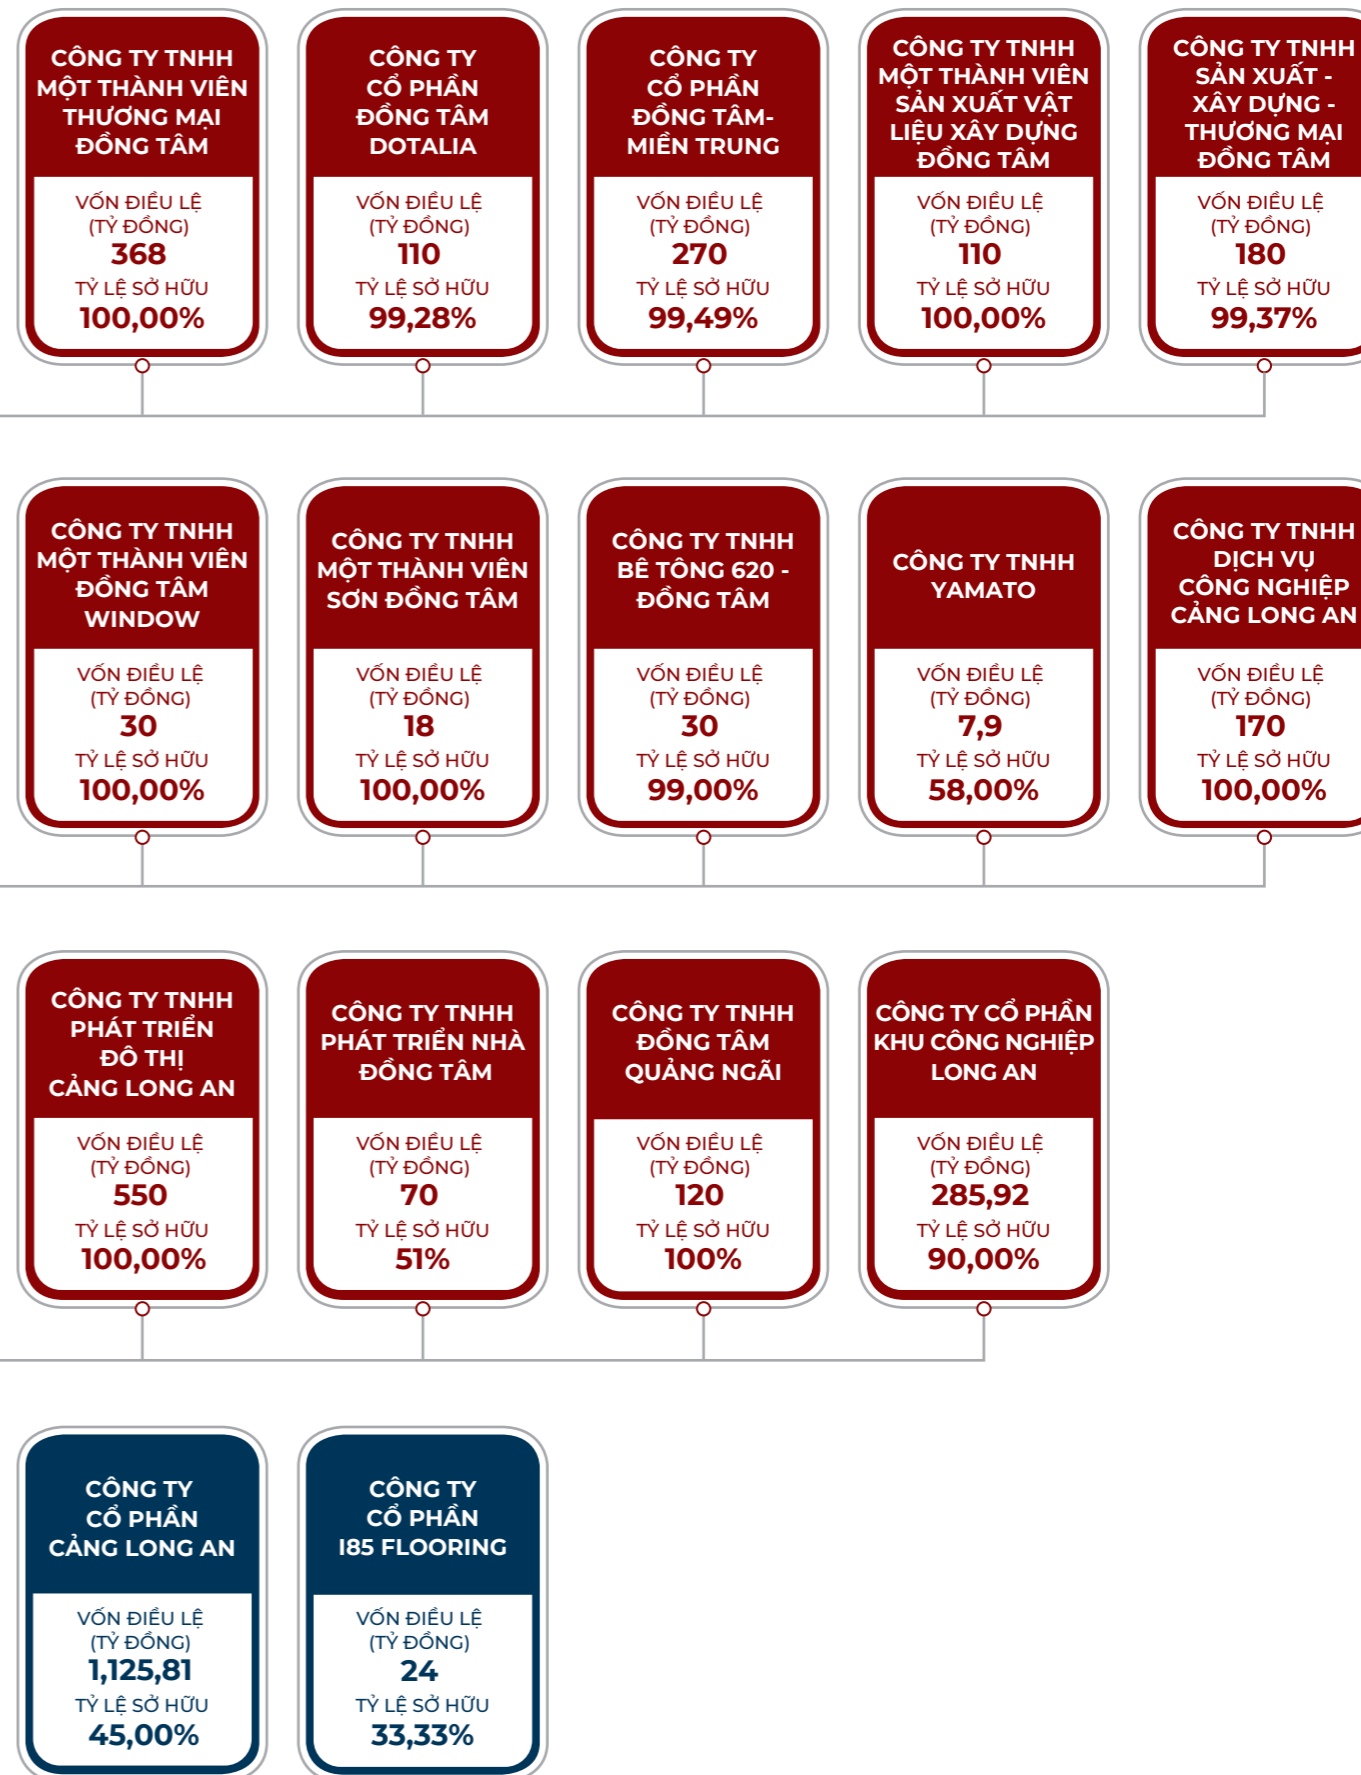 CÔNG TY TNHH
MỘT THÀNH VIÊN
THƯƠNG MẠI
ĐỒNG TÂM
VỐN ĐIỀU LỆ
(TỶ ĐỒNG)
368
TỶ LỆ SỞ HỮU
100,00%
CÔNG TY
CỔ PHẦN
ĐỒNG TÂM
DOTALIA
VỐN ĐIỀU LỆ
(TỶ ĐỒNG)
110
TỶ LỆ SỞ HỮU
99,28%
CÔNG TY
CỔ PHẦN
ĐỒNG TÂM-
MIỀN TRUNG
VỐN ĐIỀU LỆ
(TỶ ĐỒNG)
270
TỶ LỆ SỞ HỮU
99,49%
CÔNG TY TNHH
MỘT THÀNH VIÊN
SẢN XUẤT VẬT
LIỆU XÂY DỰNG
ĐỒNG TÂM
VỐN ĐIỀU LỆ
(TỶ ĐỒNG)
110
TỶ LỆ SỞ HỮU
100,00%
CÔNG TY TNHH
SẢN XUẤT -
XÂY DỰNG -
THƯƠNG MẠI
ĐỒNG TÂM
VỐN ĐIỀU LỆ
(TỶ ĐỒNG)
180
TỶ LỆ SỞ HỮU
99,37%
CÔNG TY TNHH
MỘT THÀNH VIÊN
ĐỒNG TÂM
WINDOW
VỐN ĐIỀU LỆ
(TỶ ĐỒNG)
30
TỶ LỆ SỞ HỮU
100,00%
CÔNG TY TNHH
MỘT THÀNH VIÊN
SƠN ĐỒNG TÂM
VỐN ĐIỀU LỆ
(TỶ ĐỒNG)
18
TỶ LỆ SỞ HỮU
100,00%
CÔNG TY TNHH
BÊ TÔNG 620 -
ĐỒNG TÂM
VỐN ĐIỀU LỆ
(TỶ ĐỒNG)
30
TỶ LỆ SỞ HỮU
99,00%
CÔNG TY TNHH
YAMATO
VỐN ĐIỀU LỆ
(TỶ ĐỒNG)
7,9
TỶ LỆ SỞ HỮU
58,00%
CÔNG TY TNHH
DỊCH VỤ
CÔNG NGHIỆP
CẢNG LONG AN
VỐN ĐIỀU LỆ
(TỶ ĐỒNG)
170
TỶ LỆ SỞ HỮU
100,00%
CÔNG TY TNHH
PHÁT TRIỂN
ĐÔ THỊ
CẢNG LONG AN
VỐN ĐIỀU LỆ
(TỶ ĐỒNG)
550
TỶ LỆ SỞ HỮU
100,00%
CÔNG TY TNHH
PHÁT TRIỂN NHÀ
ĐỒNG TÂM
VỐN ĐIỀU LỆ
(TỶ ĐỒNG)
70
TỶ LỆ SỞ HỮU
51%
CÔNG TY TNHH
ĐỒNG TÂM
QUẢNG NGÃI
VỐN ĐIỀU LỆ
(TỶ ĐỒNG)
120
TỶ LỆ SỞ HỮU
100%
CÔNG TY CỔ PHẦN
KHU CÔNG NGHIỆP
LONG AN
VỐN ĐIỀU LỆ
(TỶ ĐỒNG)
285,92
TỶ LỆ SỞ HỮU
90,00%
CÔNG TY
CỔ PHẦN
CẢNG LONG AN
VỐN ĐIỀU LỆ
(TỶ ĐỒNG)
1,125,81
TỶ LỆ SỞ HỮU
45,00%
CÔNG TY
CỔ PHẦN
I85 FLOORING
VỐN ĐIỀU LỆ
(TỶ ĐỒNG)
24
TỶ LỆ SỞ HỮU
33,33%